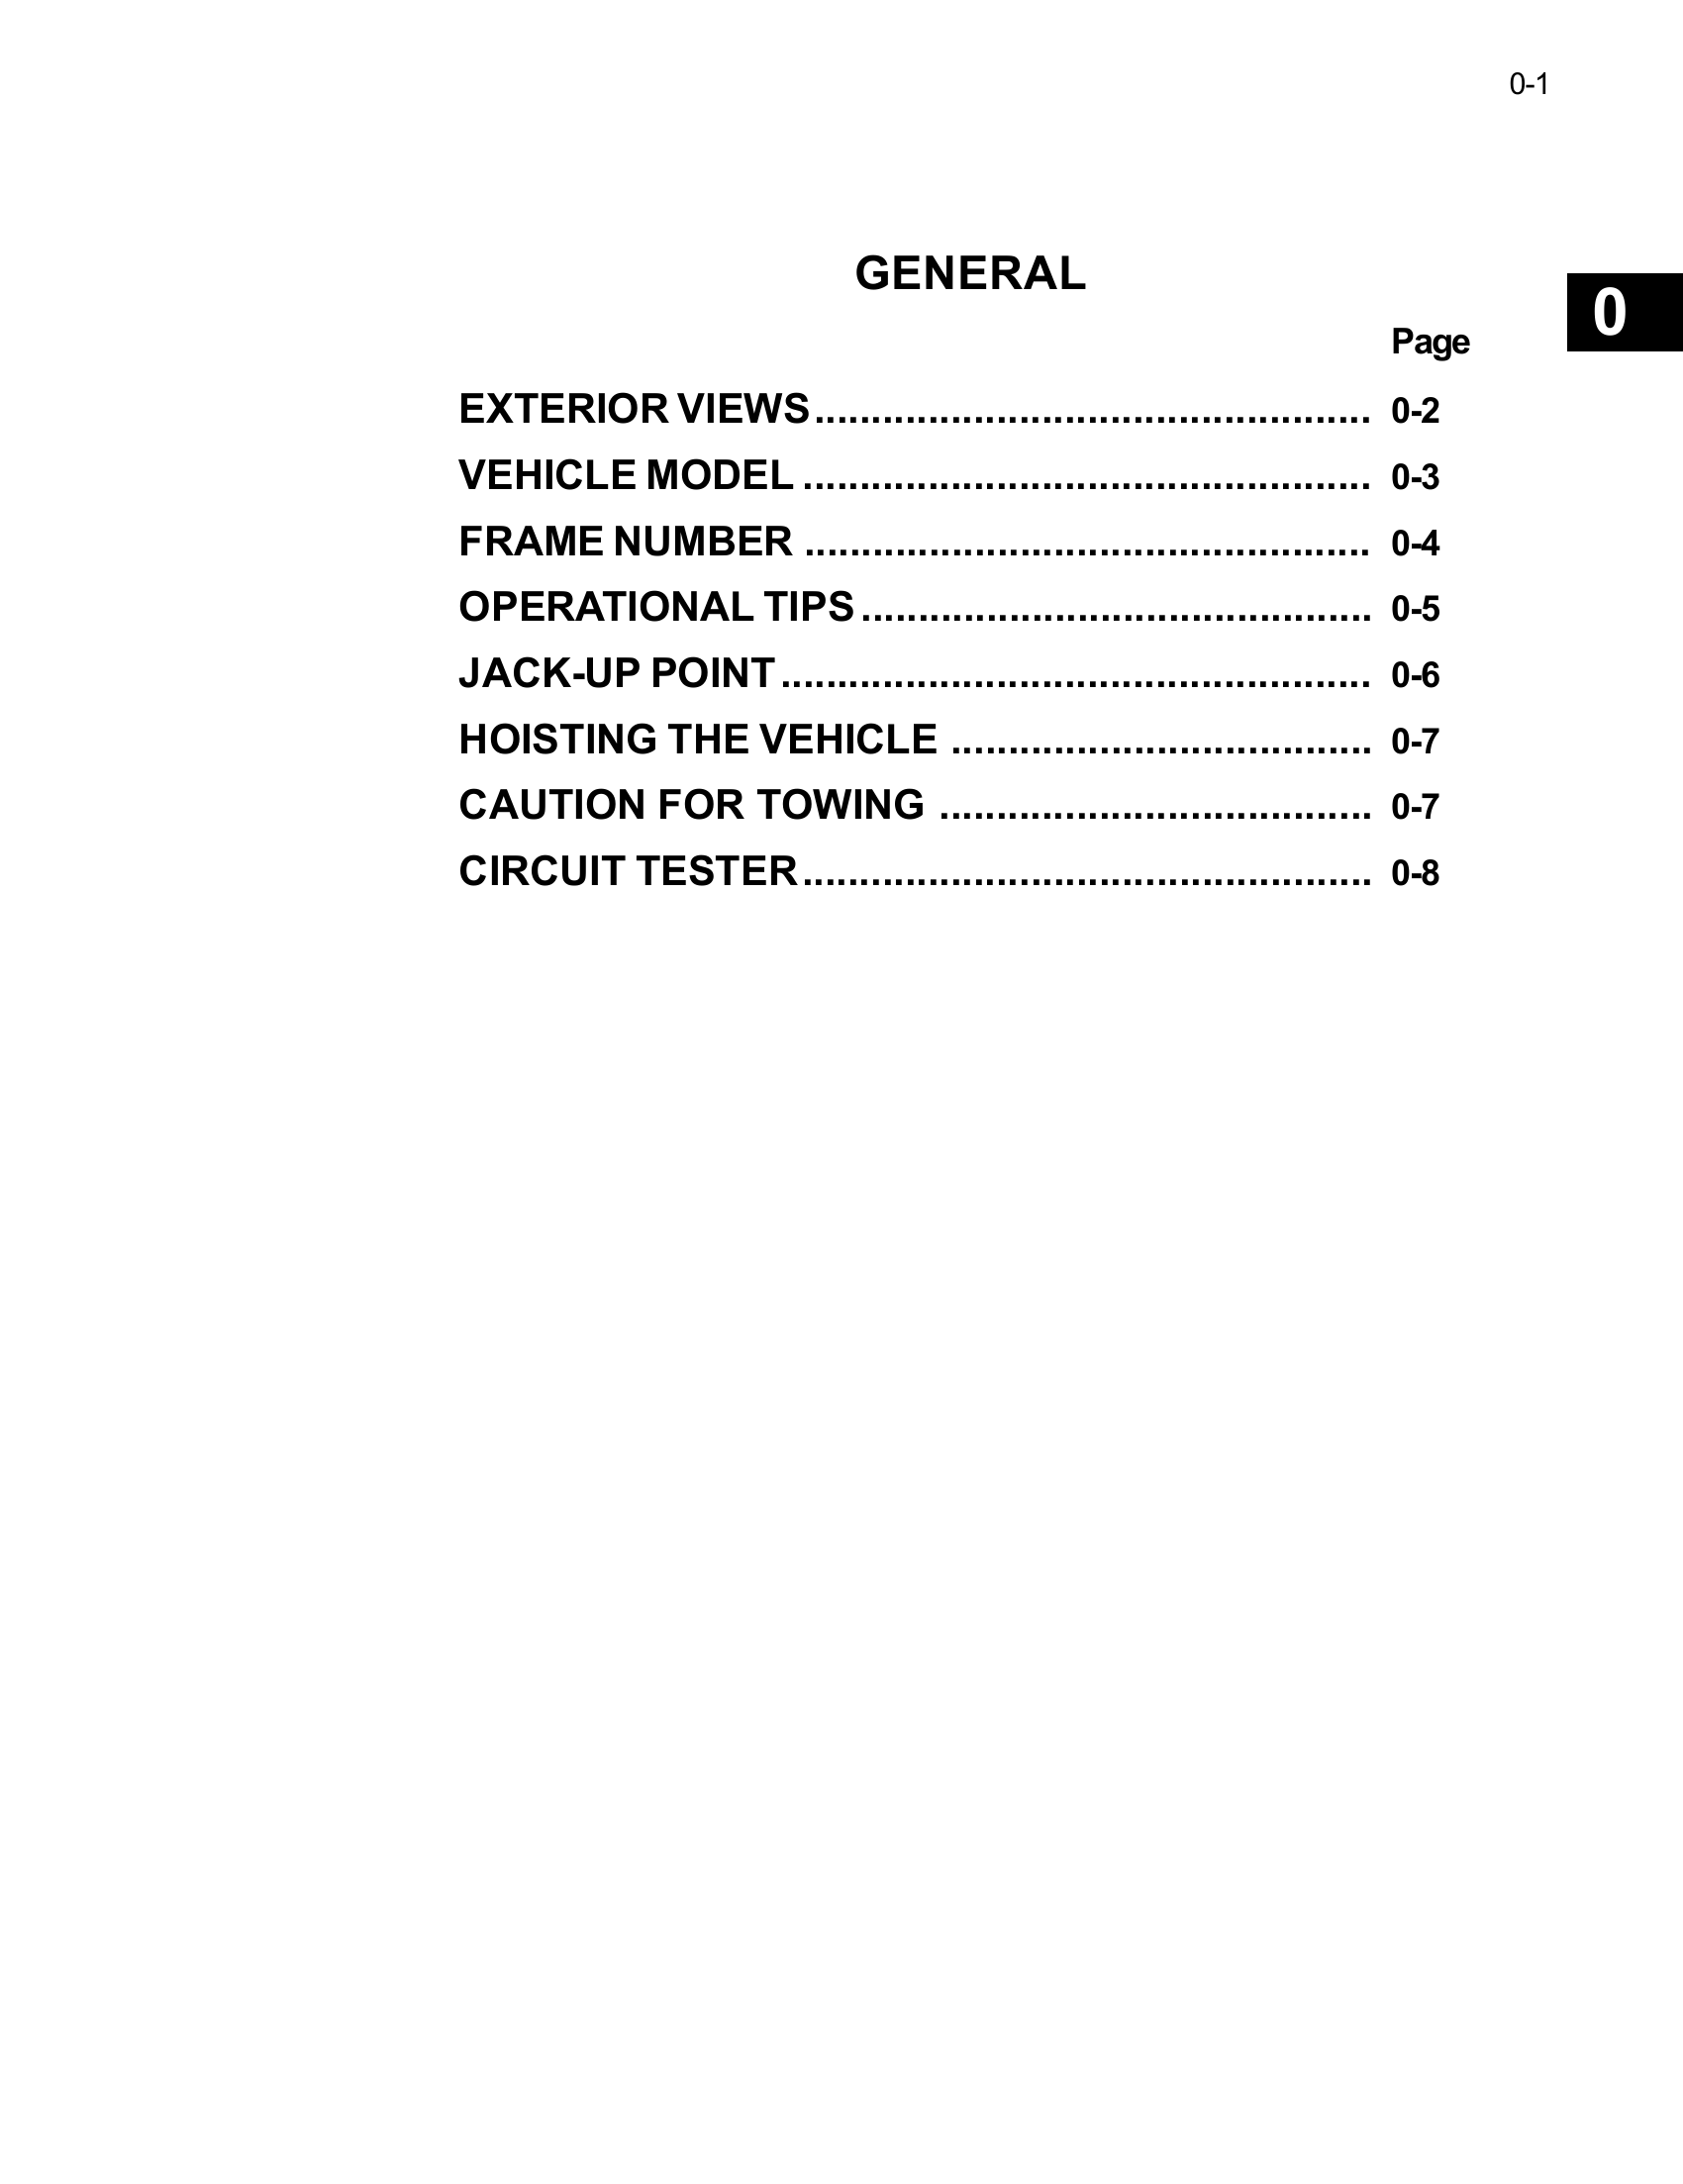 0-1
GENERAL
0
Page
EXTERIOR VIEWS................................................. 0-2
VEHICLE MODEL .................................................. 0-3
FRAME NUMBER .................................................. 0-4
OPERATIONAL TIPS............................................. 0-5
JACK-UP POINT.................................................... 0-6
HOISTING THE VEHICLE ..................................... 0-7
CAUTION FOR TOWING ...................................... 0-7
CIRCUIT TESTER.................................................. 0-8